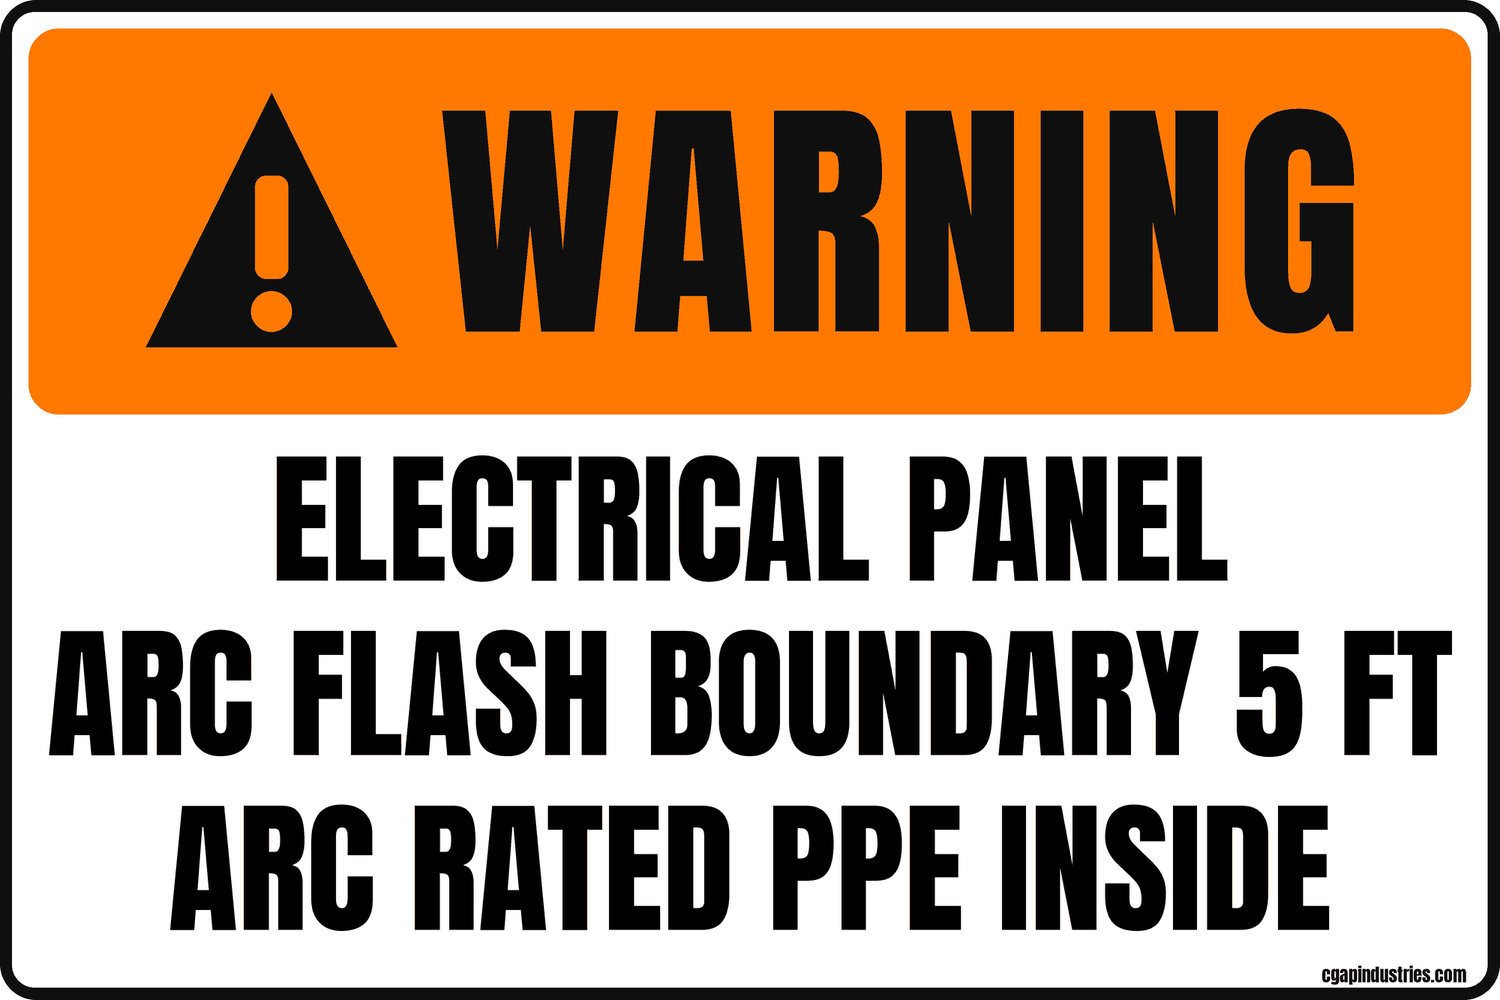 WARNING
ELECTRICAL PANEL
ARC FLASH BOUNDARY 5 FT
ARC RATED PPE INSIDE
cgapindustries.com